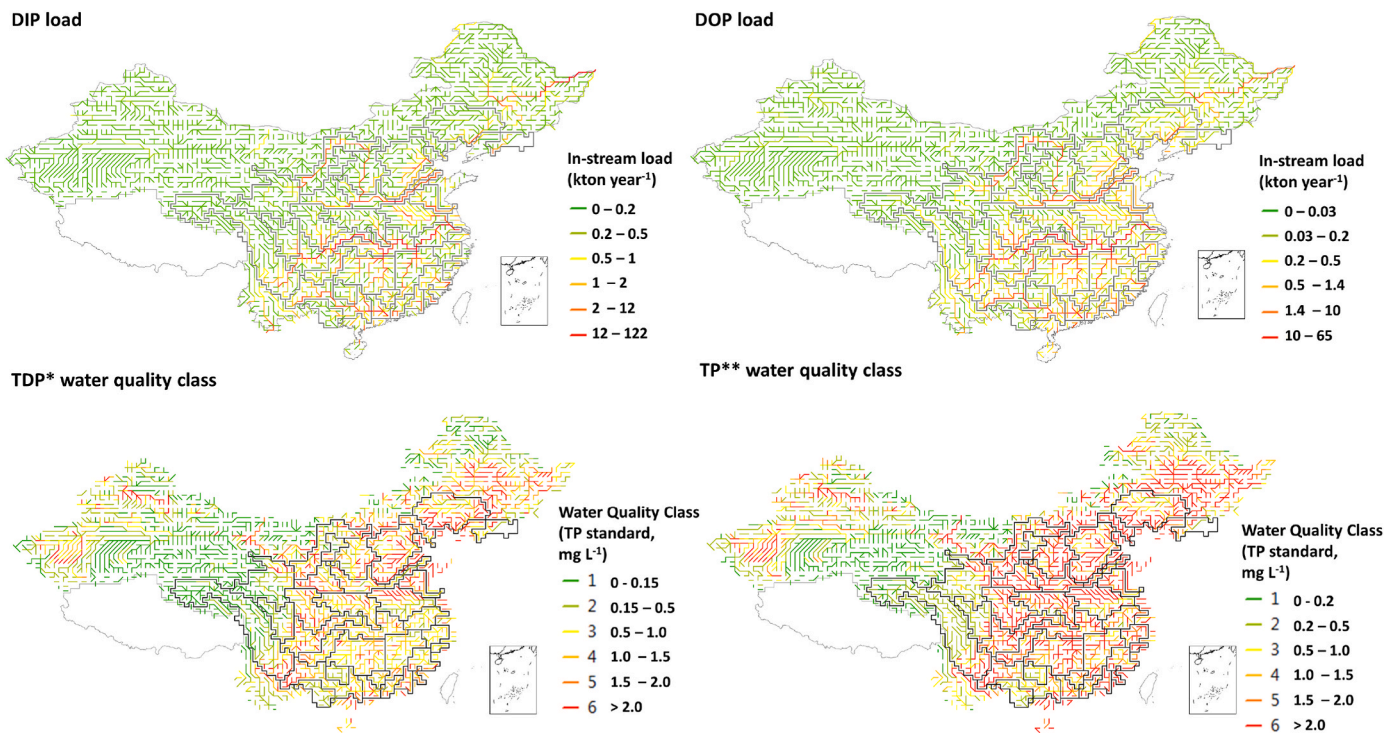 DIP load
In-stream load
(kton year⁻¹)
0 – 0.2
0.2 – 0.5
0.5 – 1
1 – 2
2 – 12
12 – 122
DOP load
In-stream load
(kton year⁻¹)
0 – 0.03
0.03 – 0.2
0.2 – 0.5
0.5 – 1.4
1.4 – 10
10 – 65
TDP* water quality class
Water Quality Class
(TP standard,
mg L⁻¹)
1 0 - 0.15
2 0.15 – 0.5
3 0.5 – 1.0
4 1.0 - 1.5
5 1.5 - 2.0
6 > 2.0
TP** water quality class
Water Quality Class
(TP standard,
mg L⁻¹)
1 0 - 0.2
2 0.2 – 0.5
3 0.5 – 1.0
4 1.0 – 1.5
5 1.5 – 2.0
6 > 2.0